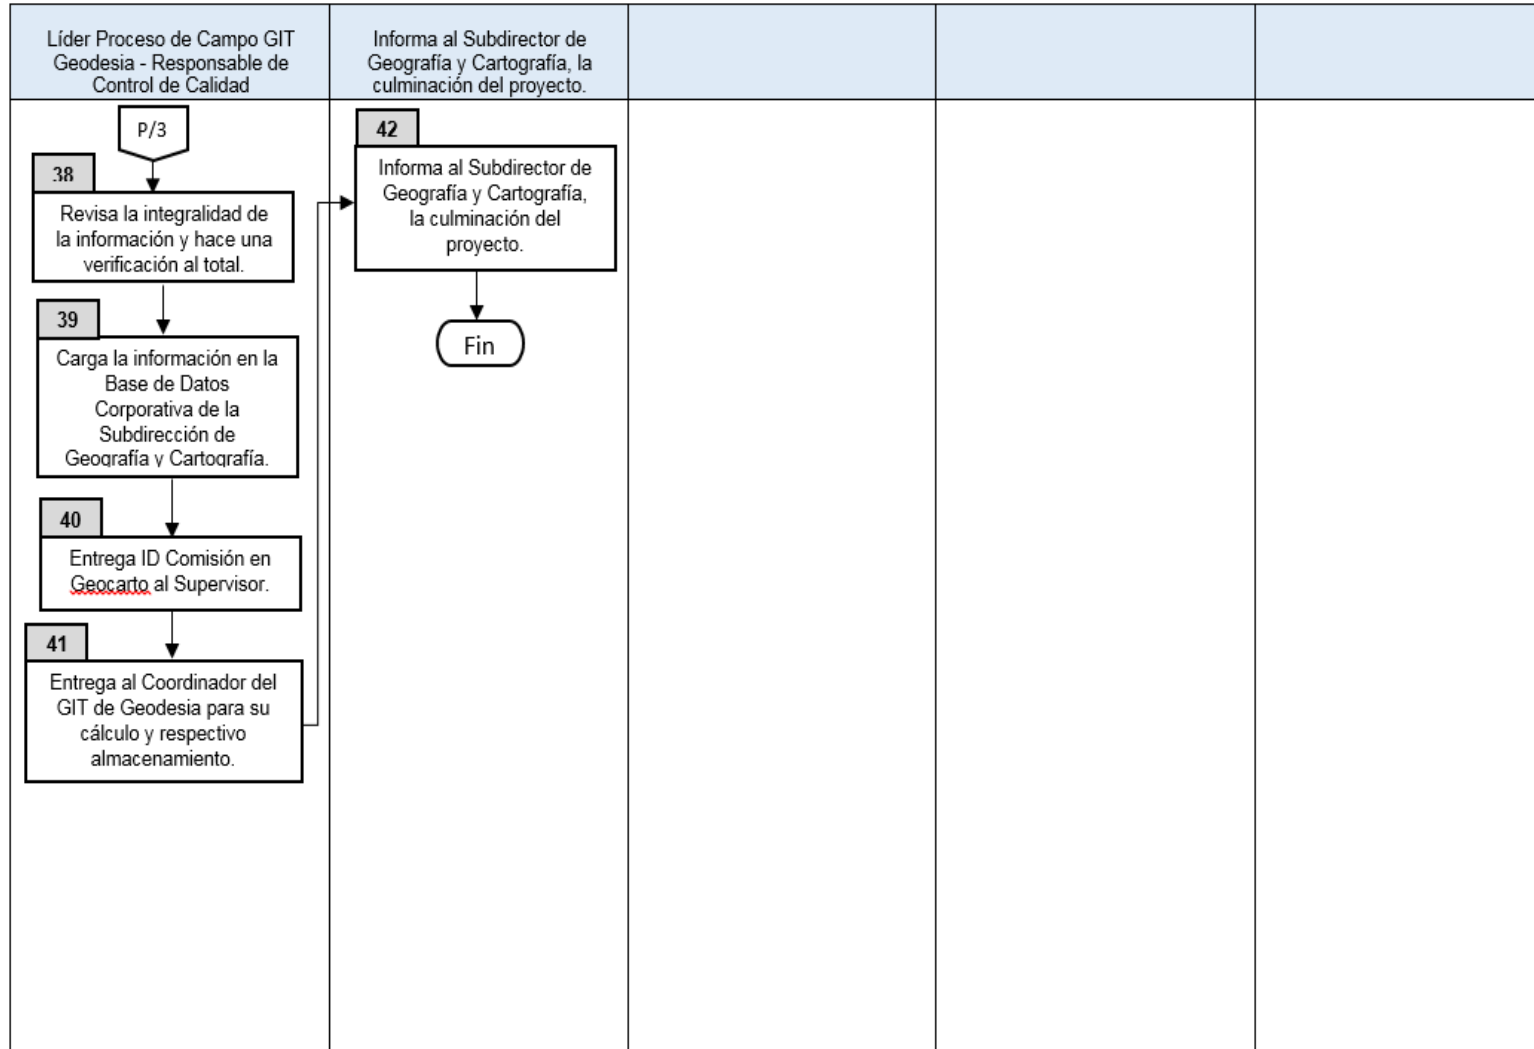 Líder Proceso de Campo GIT
Geodesia - Responsable de
Control de Calidad
Informa al Subdirector de
Geografía y Cartografía, la
culminación del proyecto.
P/3
38
Revisa la integralidad de
la información y hace una
verificación al total.
39
Carga la información en la
Base de Datos
Corporativa de la
Subdirección de
Geografía y Cartografía.
40
Entrega ID Comisión en
Geocarto al Supervisor.
41
Entrega al Coordinador del
GIT de Geodesia para su
cálculo y respectivo
almacenamiento.
42
Informa al Subdirector de
Geografía y Cartografía,
la culminación del
proyecto.
Fin